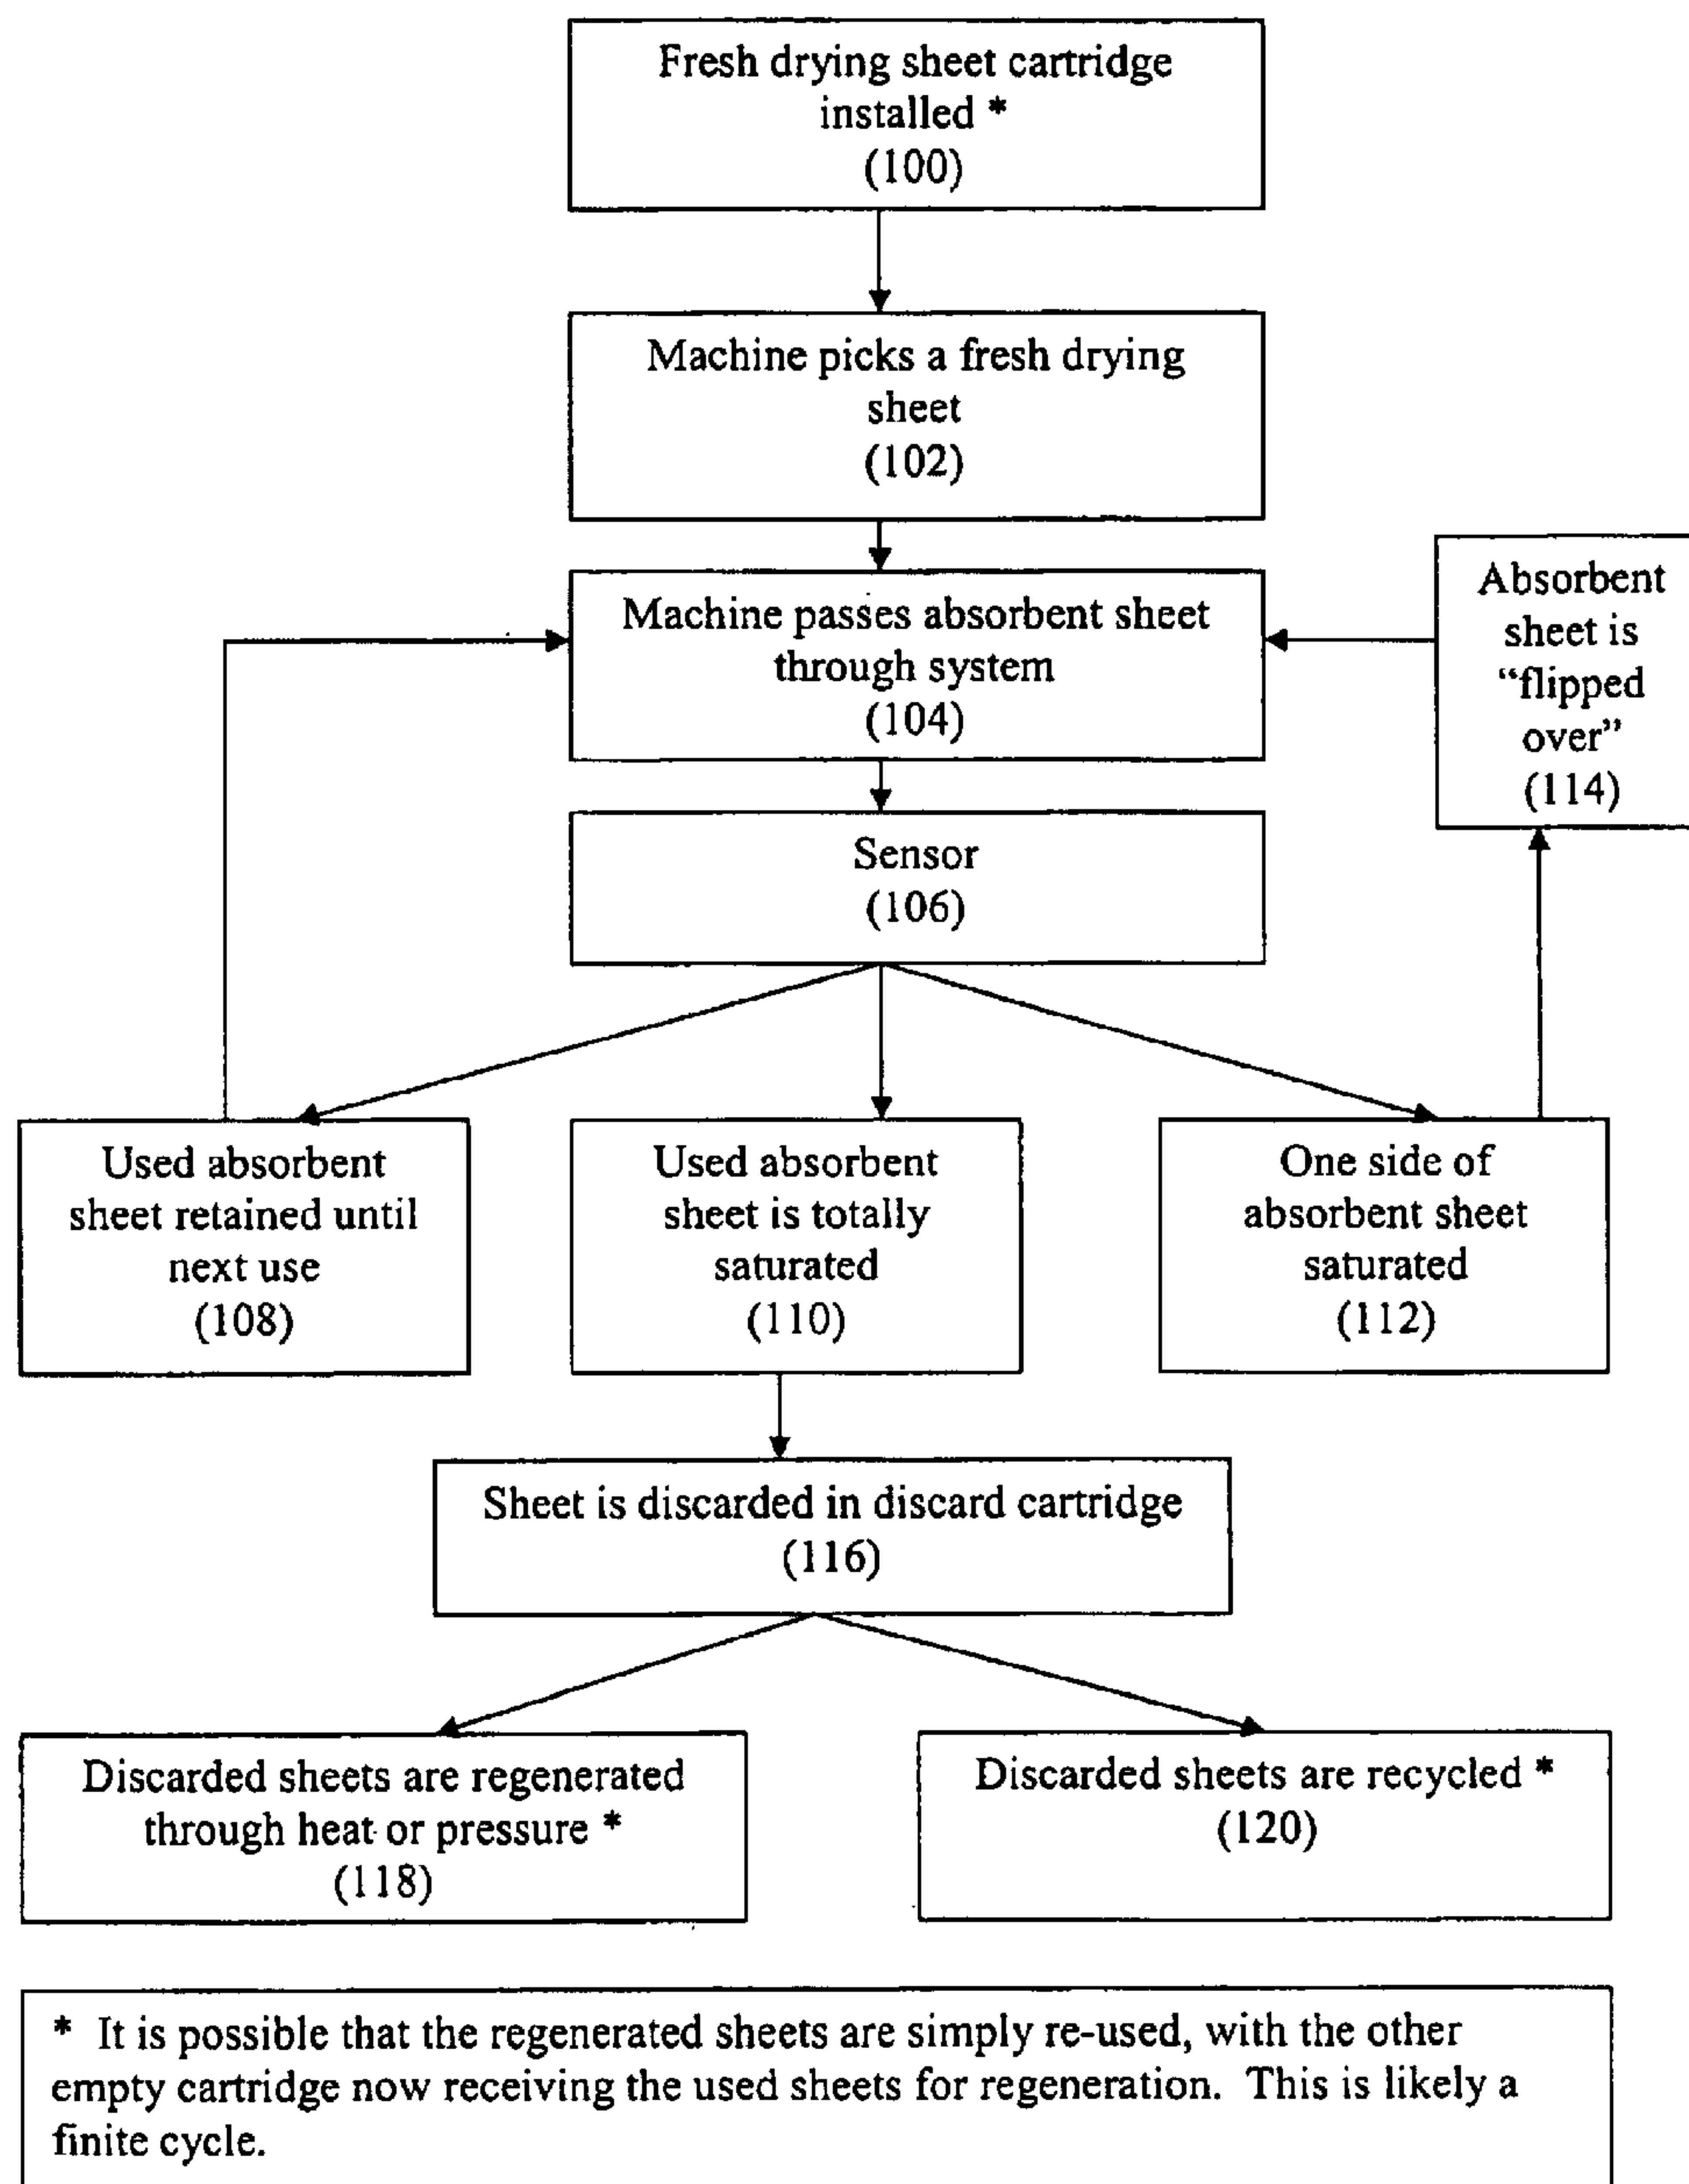 Fresh drying sheet cartridge
installed *
(100)
Machine picks a fresh drying
sheet
(102)
Machine passes absorbent sheet
through system
(104)
Absorbent
sheet is
“flipped
over”
(114)
Sensor
(106)
Used absorbent
sheet retained until
next use
(108)
Used absorbent
sheet is totally
saturated
(110)
One side of
absorbent sheet
saturated
(112)
Sheet is discarded in discard cartridge
(116)
Discarded sheets are regenerated
through heat or pressure *
(118)
Discarded sheets are recycled *
(120)
* It is possible that the regenerated sheets are simply re-used, with the other
empty cartridge now receiving the used sheets for regeneration. This is likely a
finite cycle.